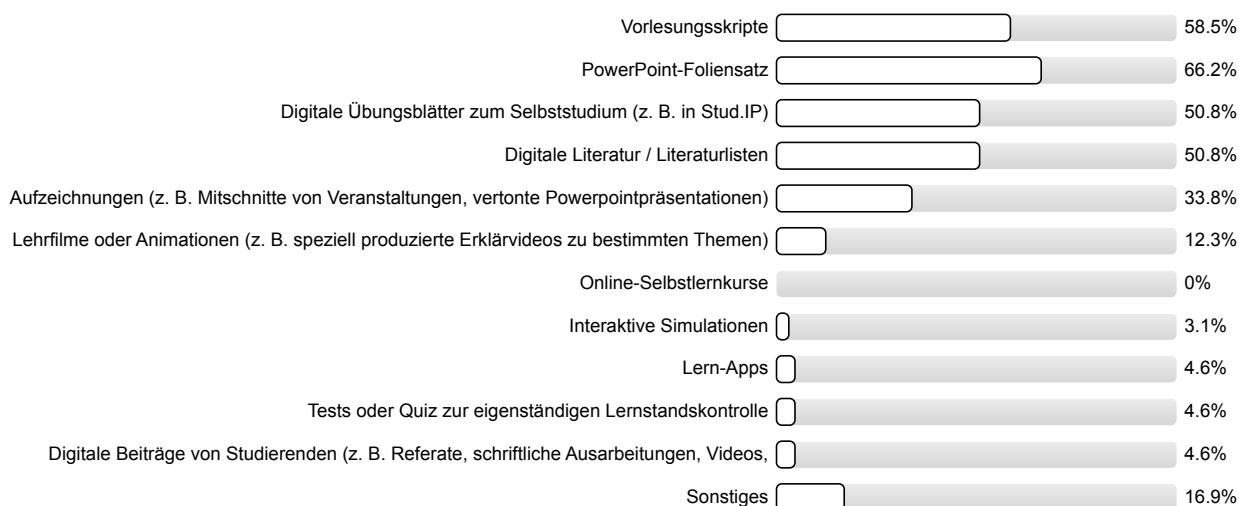 Vorlesungsskripte 58.5%
PowerPoint-Foliensatz 66.2%
Digitale Übungsblätter zum Selbststudium (z. B. in Stud.IP) 50.8%
Digitale Literatur / Literaturlisten 50.8%
Aufzeichnungen (z. B. Mitschnitte von Veranstaltungen, vertonte Powerpointpräsentationen) 33.8%
Lehrfilme oder Animationen (z. B. speziell produzierte Erklärvideos zu bestimmten Themen) 12.3%
Online-Selbstlernkurse 0%
Interaktive Simulationen 3.1%
Lern-Apps 4.6%
Tests oder Quiz zur eigenständigen Lernstandskontrolle 4.6%
Digitale Beiträge von Studierenden (z. B. Referate, schriftliche Ausarbeitungen, Videos, 4.6%
Sonstiges 16.9%